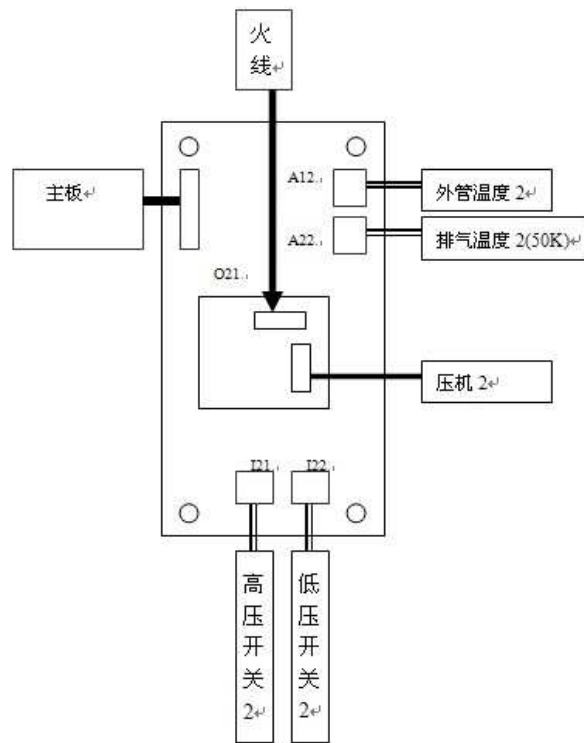 火
线↵
主板↵
A12.
外管温度 2↵
A22.
排气温度 2(50K)↵
O21.
压机 2↵
I21.
I22.
高
压
开
关
2↵
低
压
开
关
2↵